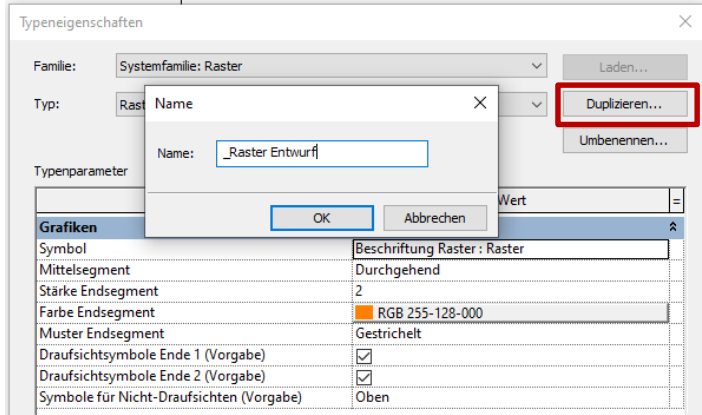 Typeneigenschaften
Familie: Systemfamilie: Raster Laden...
Typ: Rast Duplizieren...
Umbenennen...
Name
Name: _Raster Entwurf
OK Abbrechen
Typenparameter
Wert =
Grafiken
Symbol Beschriftung Raster : Raster
Mittelsegment Durchgehend
Stärke Endsegment 2
Farbe Endsegment RGB 255-128-000
Muster Endsegment Gestrichelt
Draufsichtsymbole Ende 1 (Vorgabe)
Draufsichtsymbole Ende 2 (Vorgabe)
Symbole für Nicht-Draufsichten (Vorgabe) Oben